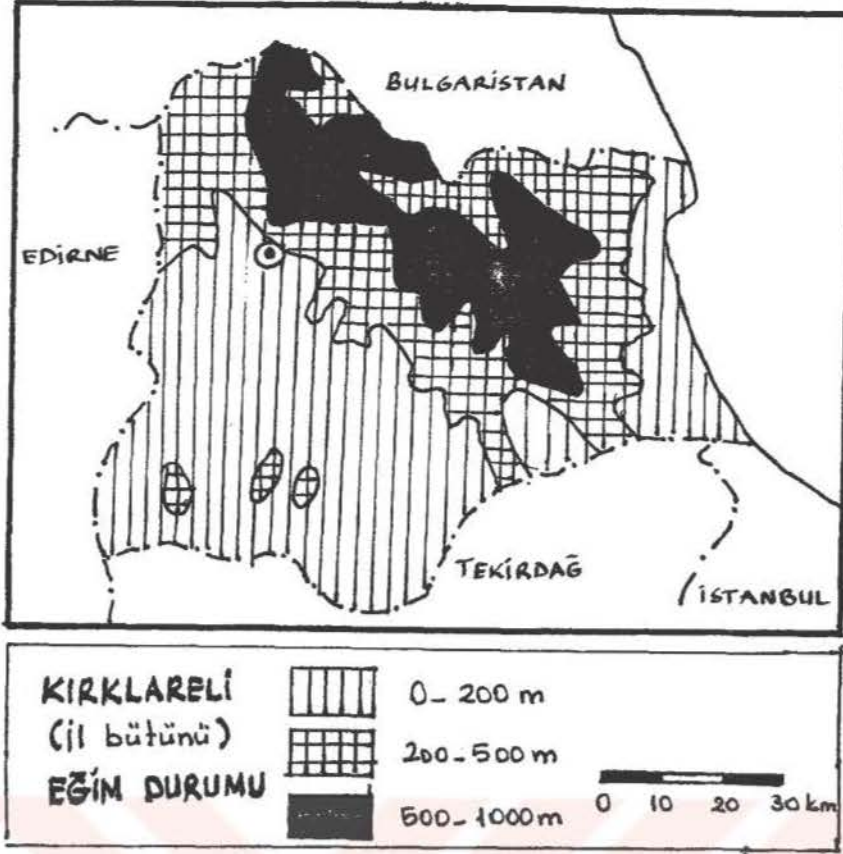 BULGARİSTAN
EDİRNE
TEKİRDAĞ
İSTANBUL
KIRKLARELİ
(İl bütünü)
EĞİM DURUMU
0-200 m
200-500 m
500-1000 m
0 10 20 30 km